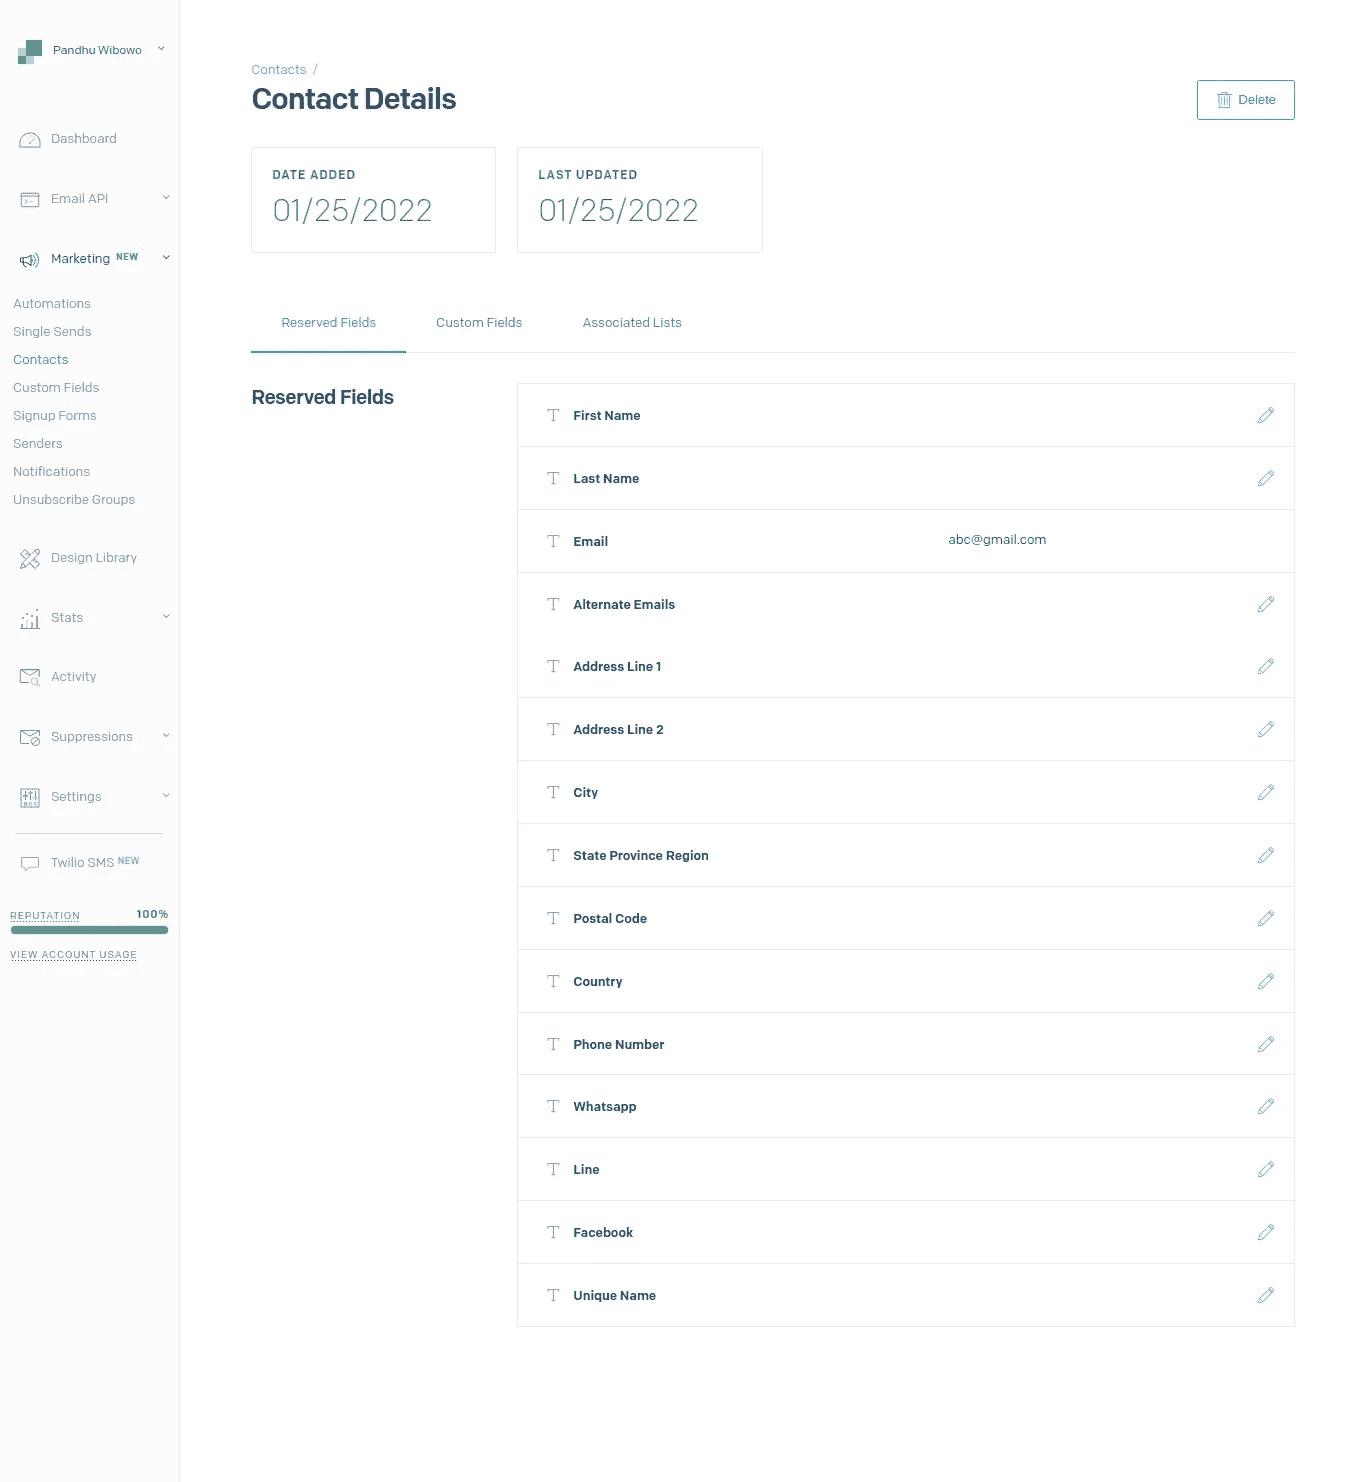 Pandhu Wibowo
Dashboard
Email API
Marketing NEW
Automations
Single Sends
Contacts
Custom Fields
Signup Forms
Senders
Notifications
Unsubscribe Groups
Design Library
Stats
Activity
Suppressions
Settings
Twilio SMS NEW
REPUTATION 100%
VIEW ACCOUNT USAGE
Contacts /
Contact Details
Delete
DATE ADDED
01/25/2022
LAST UPDATED
01/25/2022
Reserved Fields
Custom Fields
Associated Lists
Reserved Fields
First Name
Last Name
Email abc@gmail.com
Alternate Emails
Address Line 1
Address Line 2
City
State Province Region
Postal Code
Country
Phone Number
Whatsapp
Line
Facebook
Unique Name